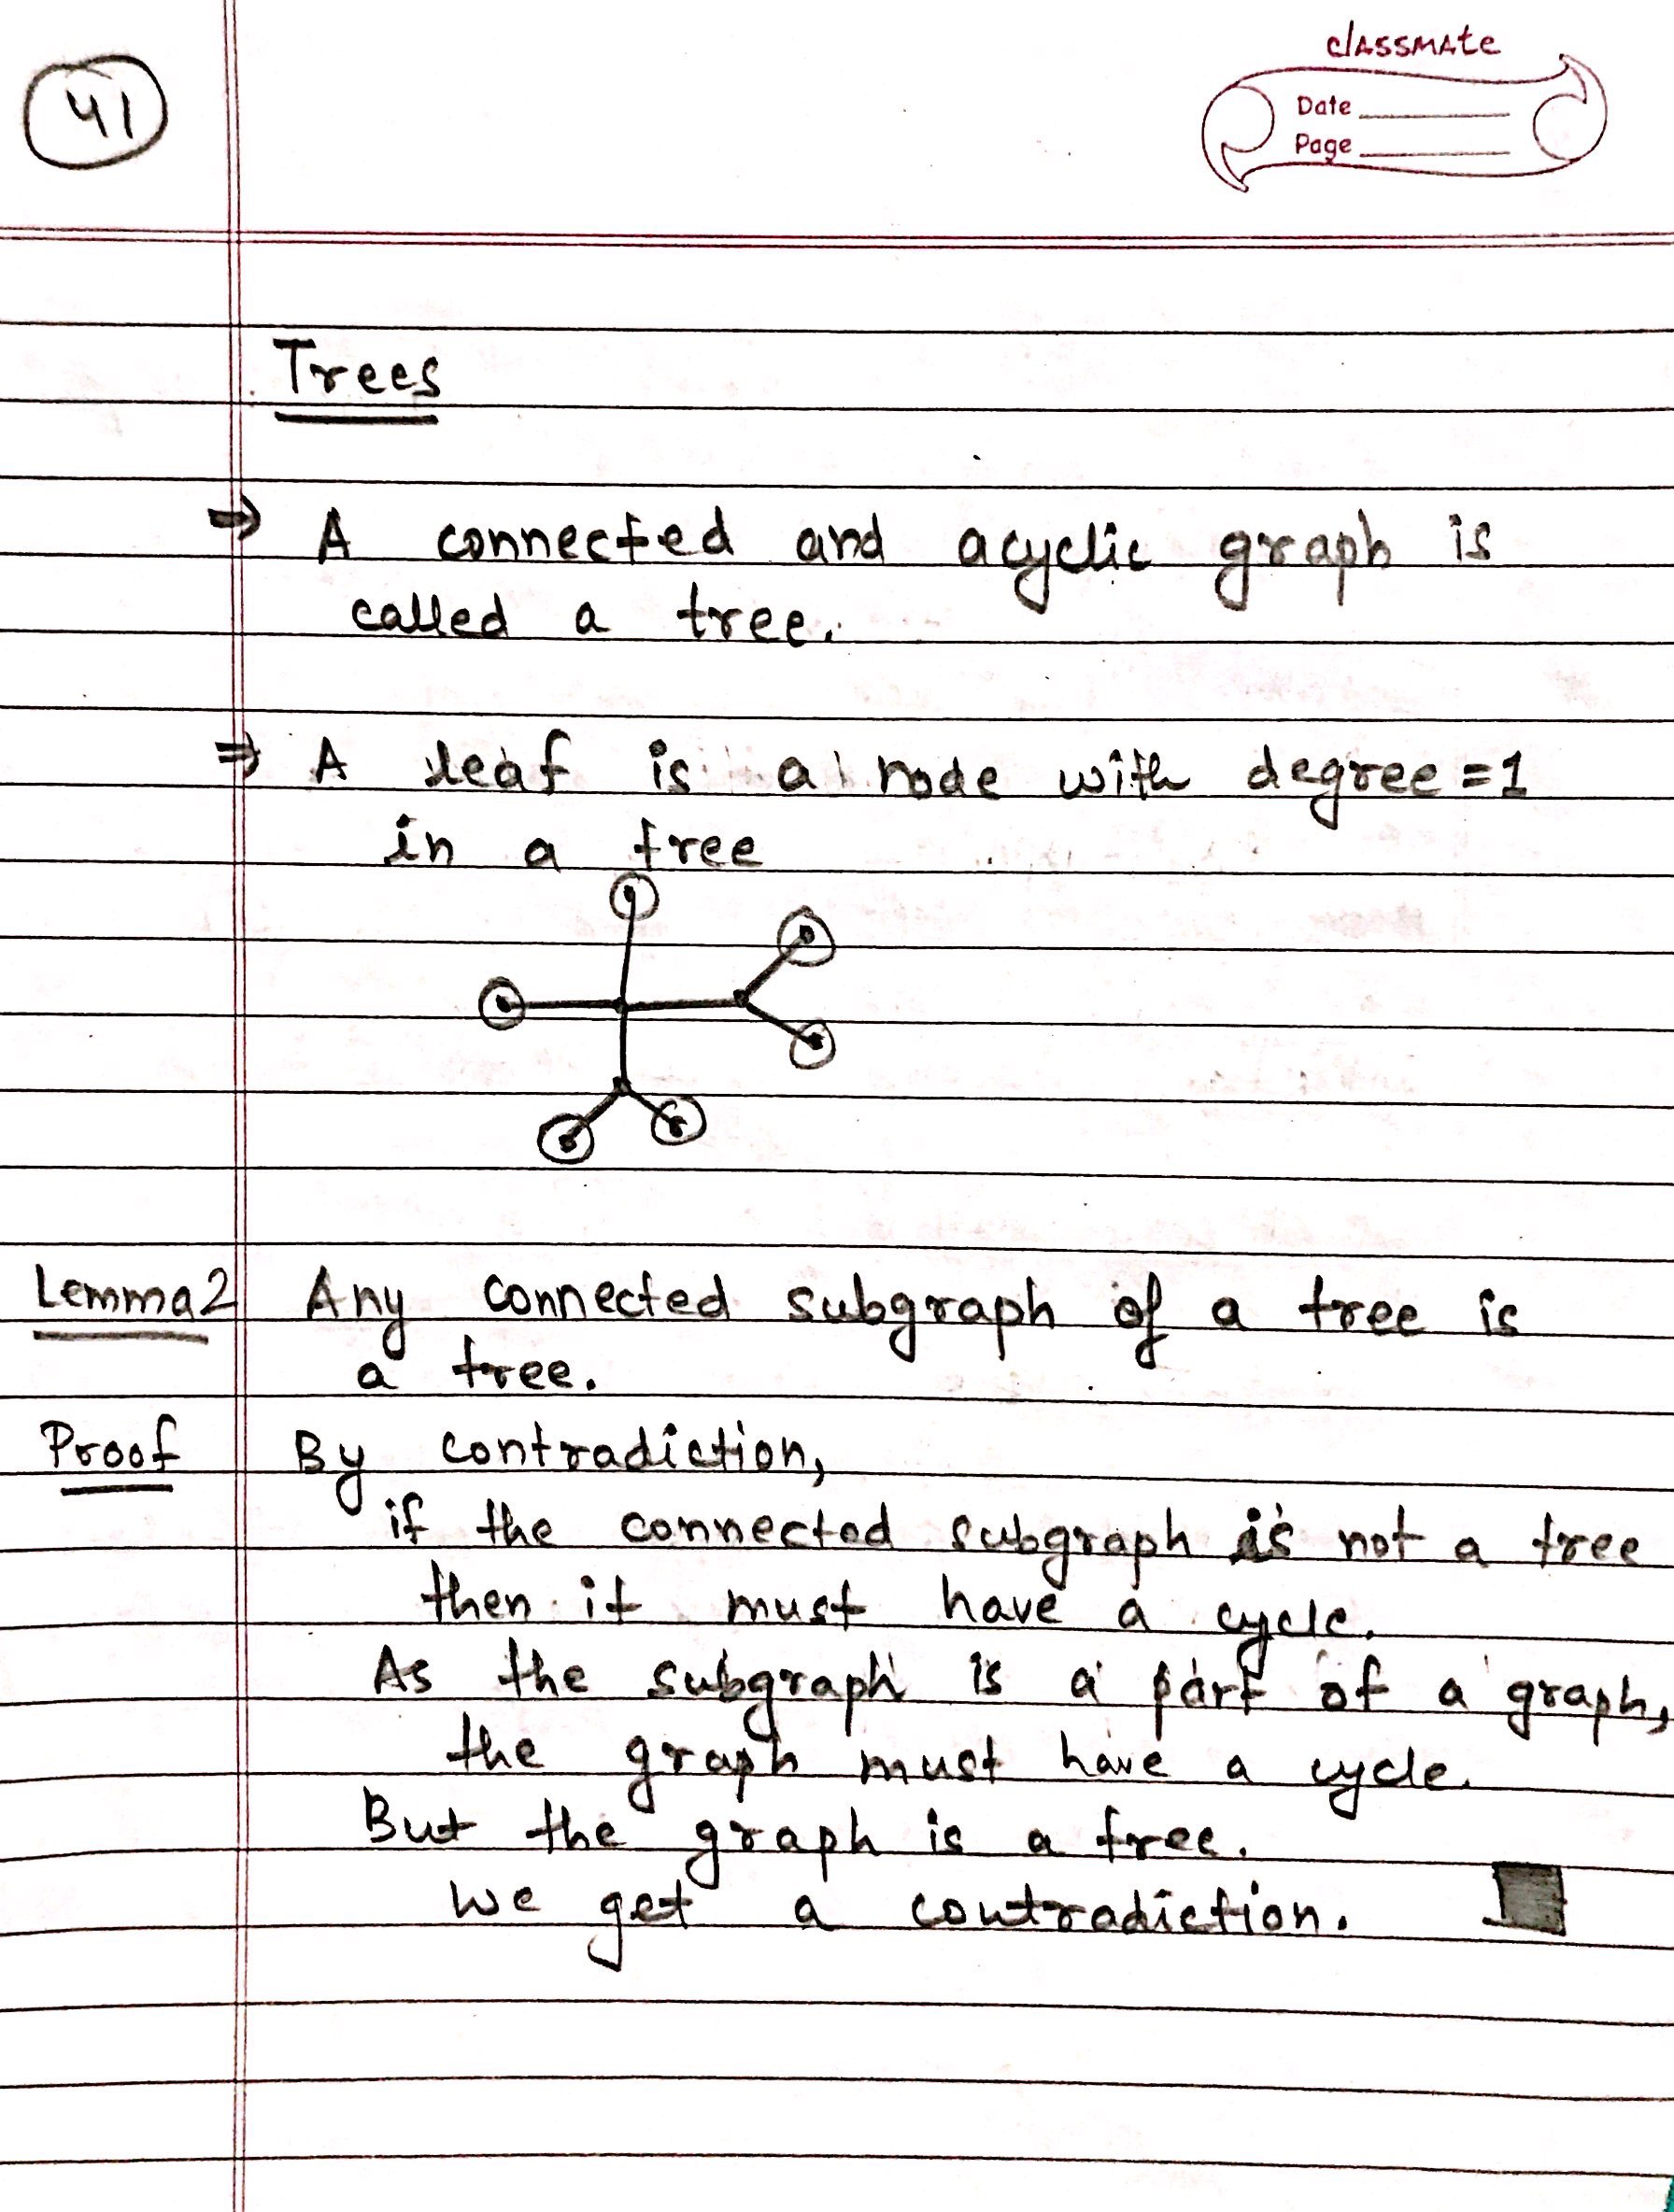 41
classmate
Date
Page
Trees
⇒ A connected and acyclic graph is
called a tree.
⇒ A leaf is a node with degree=1
in a tree
Lemma2 Any connected subgraph of a tree is
a tree.
Proof By contradiction,
if the connected subgraph is not a tree
then it must have a cycle.
As the subgraph is a part of a graph,
the graph must have a cycle.
But the graph is a tree.
we get a contradiction.